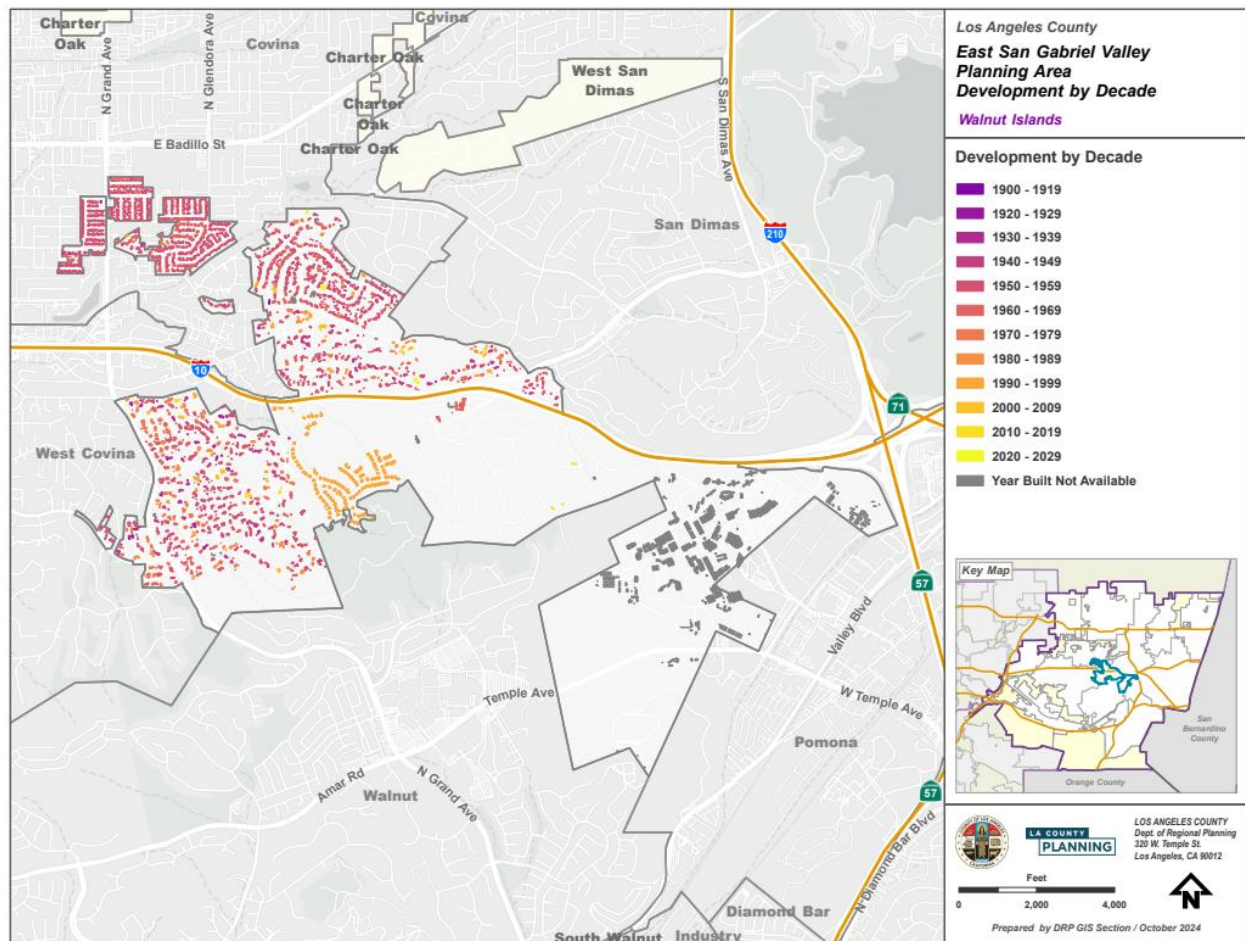 Charter
Oak
Covina
Covina
N Grand Ave
N Glendora Ave
Charter Oak
Charter
Oak
Charter Oak
West San
Dimas
S San Dimas Ave
E Badillo St
San Dimas
210
10
71
West Covina
57
Valley Blvd
Temple Ave
W Temple Ave
Pomona
Amar Rd
Walnut
N Grand Ave
57
N Diamond Bar Blvd
Diamond Bar
South Walnut
Industry
Los Angeles County
East San Gabriel Valley
Planning Area
Development by Decade
Walnut Islands
Development by Decade
1900 - 1919
1920 - 1929
1930 - 1939
1940 - 1949
1950 - 1959
1960 - 1969
1970 - 1979
1980 - 1989
1990 - 1999
2000 - 2009
2010 - 2019
2020 - 2029
Year Built Not Available
Key Map
San
Bernardino
County
Orange County
LA COUNTY
PLANNING
LOS ANGELES COUNTY
Dept. of Regional Planning
320 W. Temple St.
Los Angeles, CA 90012
Feet
0 2,000 4,000
N
Prepared by DRP GIS Section / October 2024